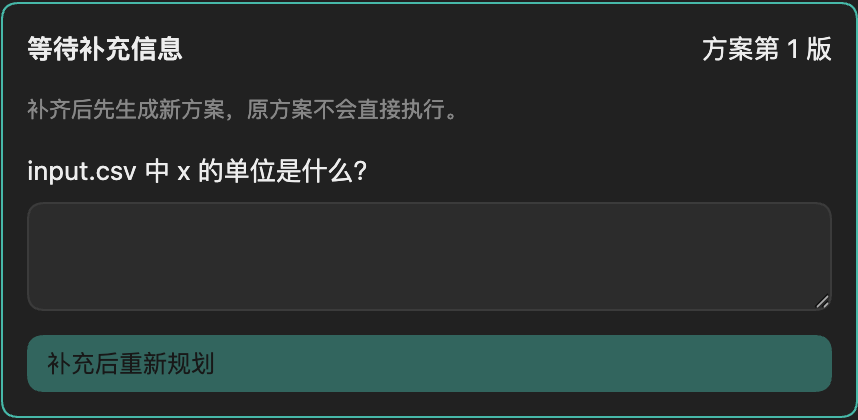 等待补充信息
方案第 1 版
补齐后先生成新方案，原方案不会直接执行。
input.csv 中 x 的单位是什么?
补充后重新规划